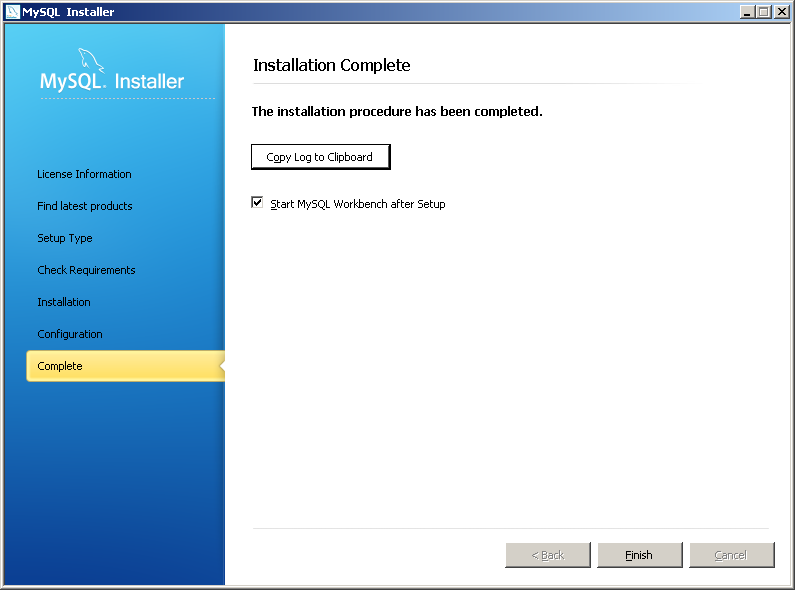 MySQL Installer
MySQL. Installer
License Information
Find latest products
Setup Type
Check Requirements
Installation
Configuration
Complete
Installation Complete
The installation procedure has been completed.
Copy Log to Clipboard
Start MySQL Workbench after Setup
< Back
Finish
Cancel